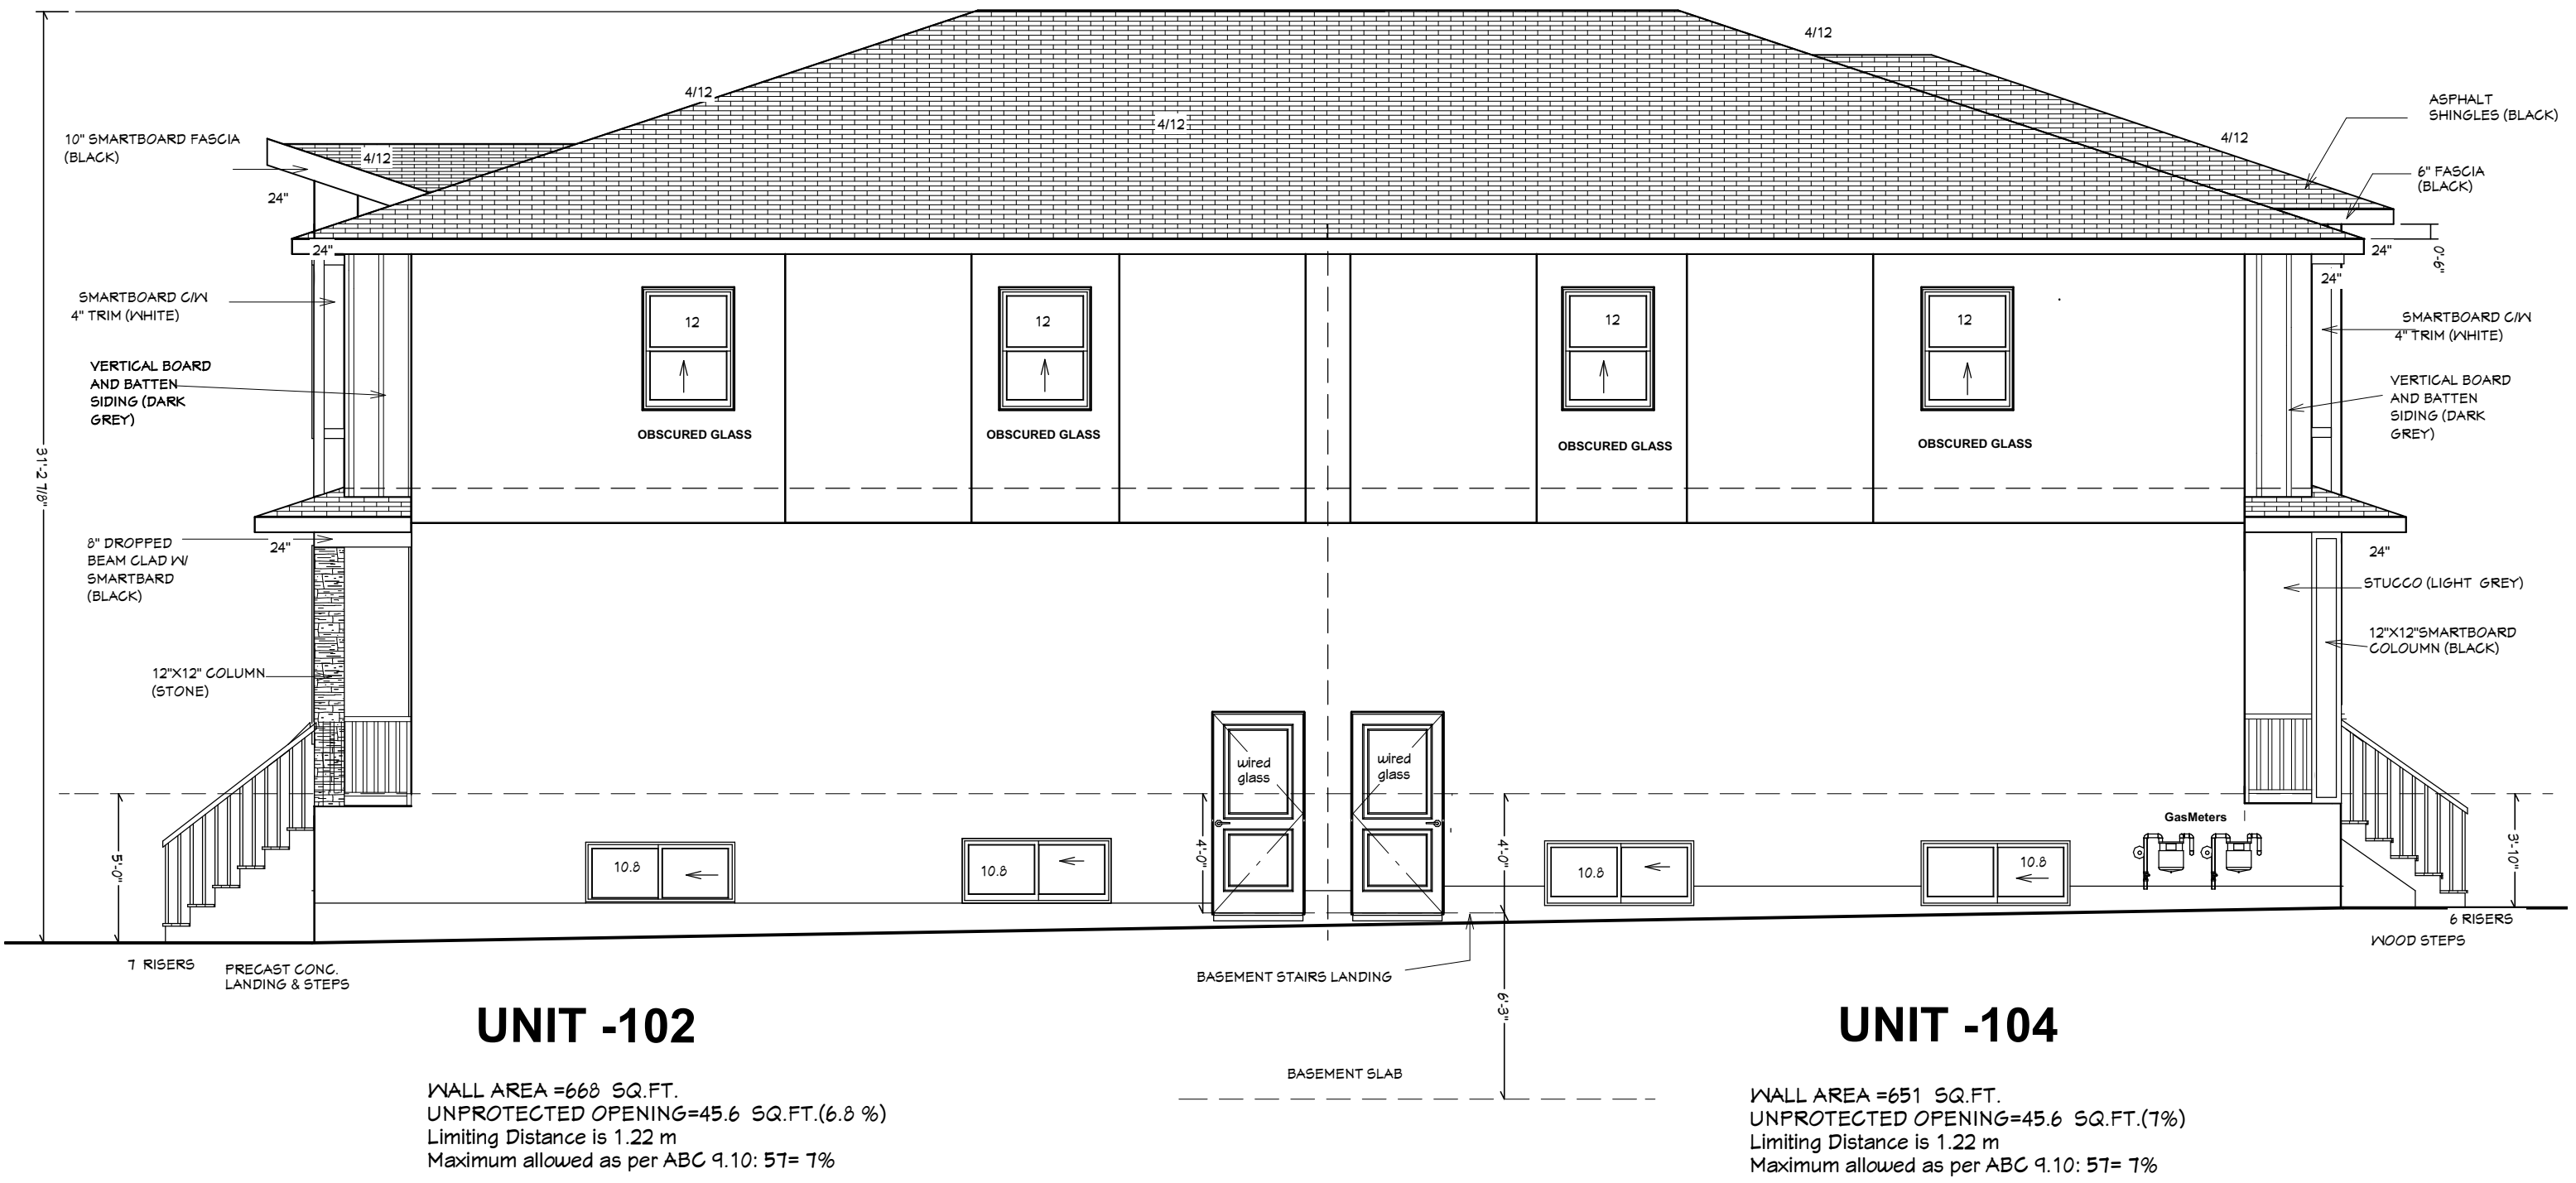 4/12
4/12
4/12
4/12
4/12
10" SMARTBOARD FASCIA
(BLACK)
24"
24"
SMARTBOARD C/W
4" TRIM (WHITE)
VERTICAL BOARD
AND BATTEN
SIDING (DARK
GREY)
31'-2 7/8"
8" DROPPED
BEAM CLAD W/
SMARTBARD
(BLACK)
24"
12"X12" COLUMN
(STONE)
5'-0"
7 RISERS
PRECAST CONC.
LANDING & STEPS
12
OBSCURED GLASS
12
OBSCURED GLASS
12
OBSCURED GLASS
12
OBSCURED GLASS
wired
glass
wired
glass
10.8
10.8
10.8
10.8
4'-0"
4'-0"
GasMeters
BASEMENT STAIRS LANDING
6'-3"
BASEMENT SLAB
ASPHALT
SHINGLES (BLACK)
6" FASCIA
(BLACK)
24"
0'-6"
24"
SMARTBOARD C/W
4" TRIM (WHITE)
VERTICAL BOARD
AND BATTEN
SIDING (DARK
GREY)
24"
STUCCO (LIGHT GREY)
12"X12"SMARTBOARD
COLOUMN (BLACK)
3'-10"
6 RISERS
WOOD STEPS
UNIT -102
WALL AREA =668 SQ.FT.
UNPROTECTED OPENING=45.6 SQ.FT.(6.8 %)
Limiting Distance is 1.22 m
Maximum allowed as per ABC 9.10: 57= 7%
UNIT -104
WALL AREA =651 SQ.FT.
UNPROTECTED OPENING=45.6 SQ.FT.(7%)
Limiting Distance is 1.22 m
Maximum allowed as per ABC 9.10: 57= 7%